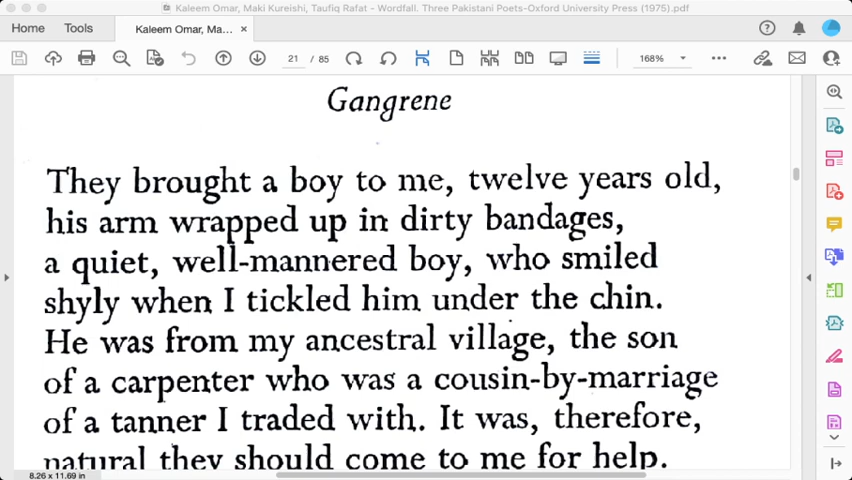 Kaleem Omar, Maki Kureishi, Taufiq Rafat - Wordfall. Three Pakistani Poets-Oxford University Press (1975).pdf
Home Tools Kaleem Omar, Ma... ×
21 / 85 168%
Gangrene
They brought a boy to me, twelve years old,
his arm wrapped up in dirty bandages,
a quiet, well-mannered boy, who smiled
shyly when I tickled him under the chin.
He was from my ancestral village, the son
of a carpenter who was a cousin-by-marriage
of a tanner I traded with. It was, therefore,
natural they should come to me for help.
8.26 x 11.69 in